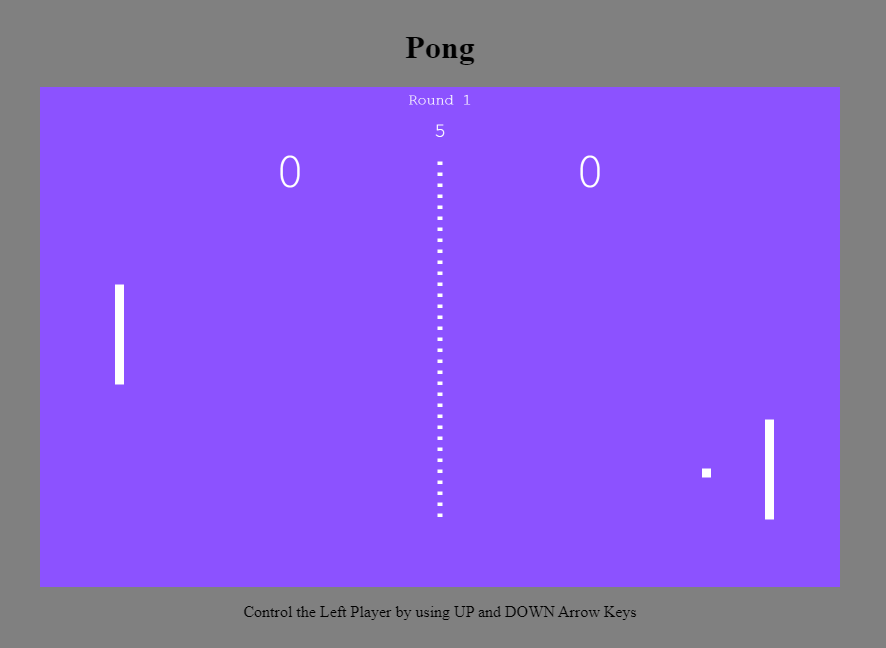 Pong
Round 1
5
0 0
Control the Left Player by using UP and DOWN Arrow Keys